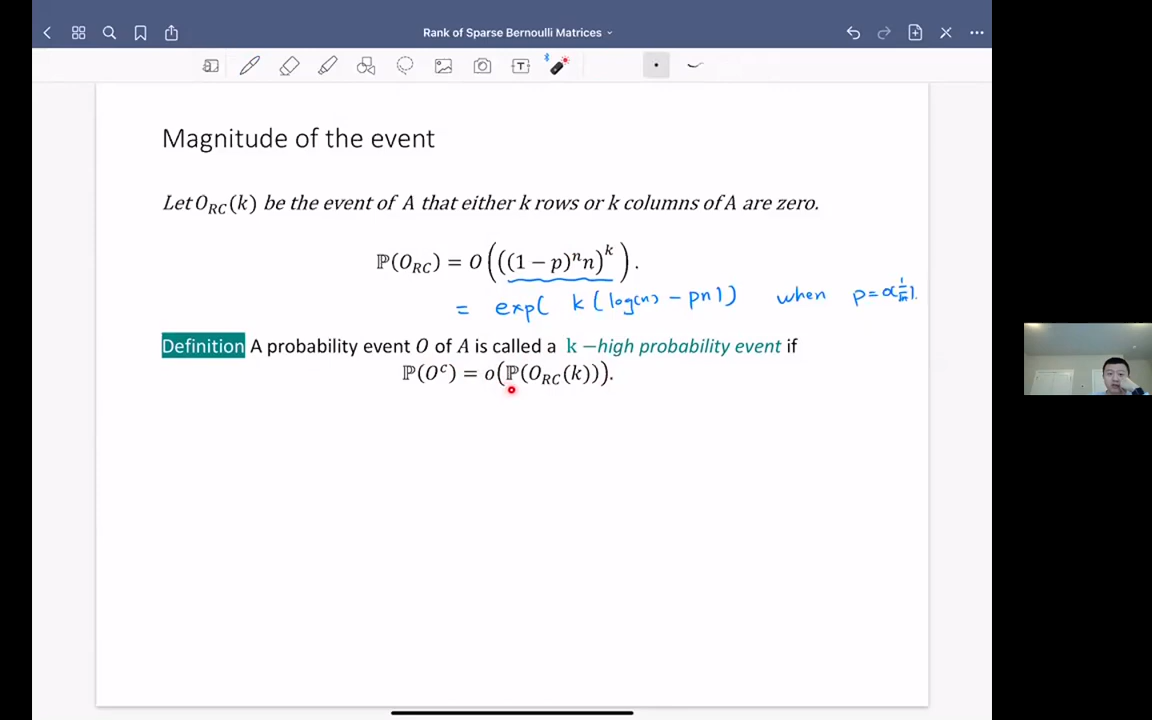 Rank of Sparse Bernoulli Matrices
Magnitude of the event
Let O_RC(k) be the event of A that either k rows or k columns of A are zero.
ℙ(O_RC) = O(((1 − p)^n n)^k).
= exp( k (log(n) − pn) ) when p = o(1/√n).
Definition A probability event O of A is called a k −high probability event if
ℙ(O^c) = o(ℙ(O_RC(k))).